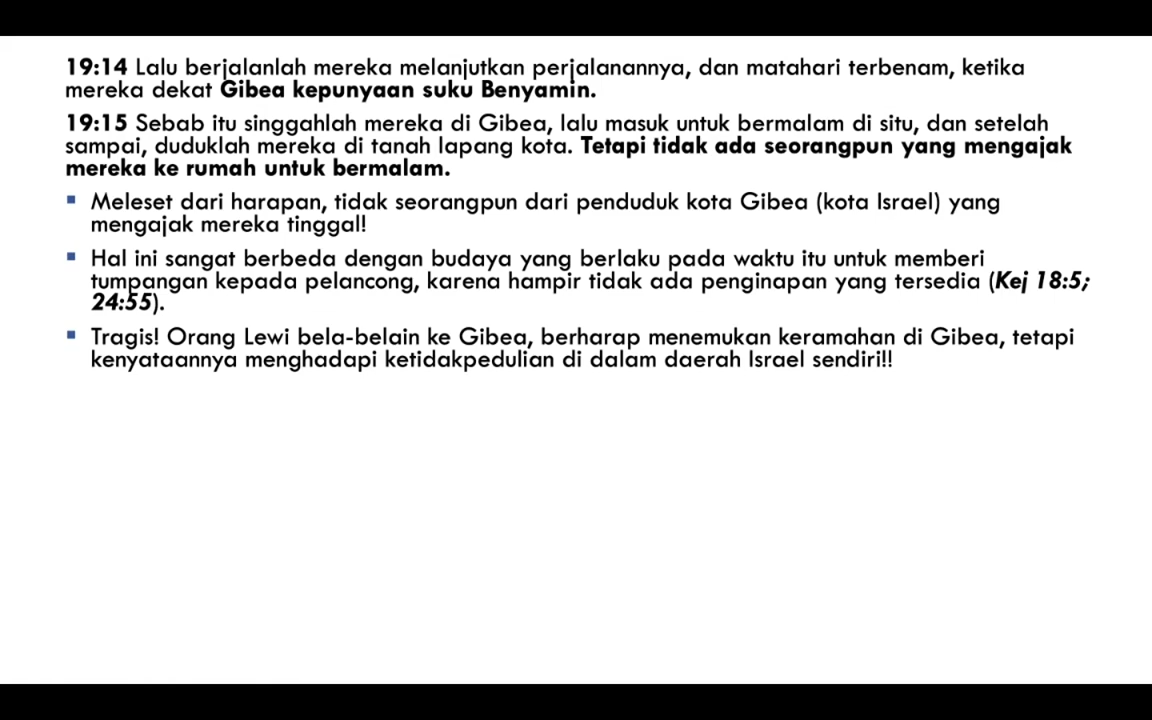 19:14 Lalu berjalanlah mereka melanjutkan perjalanannya, dan matahari terbenam, ketika
mereka dekat Gibea kepunyaan suku Benyamin.
19:15 Sebab itu singgahlah mereka di Gibea, lalu masuk untuk bermalam di situ, dan setelah
sampai, duduklah mereka di tanah lapang kota. Tetapi tidak ada seorangpun yang mengajak
mereka ke rumah untuk bermalam.
▪ Meleset dari harapan, tidak seorangpun dari penduduk kota Gibea (kota Israel) yang
mengajak mereka tinggal!
▪ Hal ini sangat berbeda dengan budaya yang berlaku pada waktu itu untuk memberi
tumpangan kepada pelancong, karena hampir tidak ada penginapan yang tersedia (Kej 18:5;
24:55).
▪ Tragis! Orang Lewi bela-belain ke Gibea, berharap menemukan keramahan di Gibea, tetapi
kenyataannya menghadapi ketidakpedulian di dalam daerah Israel sendiri!!